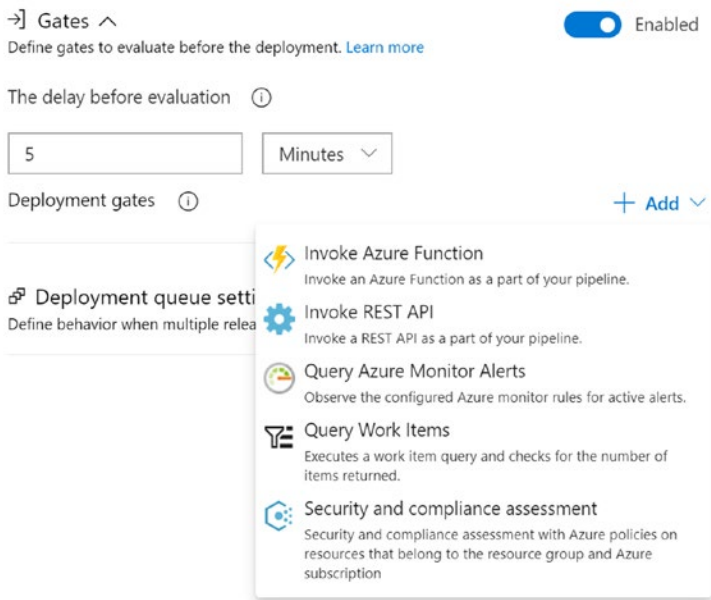 Gates
Enabled
Define gates to evaluate before the deployment. Learn more
The delay before evaluation
5
Minutes
Deployment gates
Add
Invoke Azure Function
Invoke an Azure Function as a part of your pipeline.
Deployment queue setti
Define behavior when multiple relea
Invoke REST API
Invoke a REST API as a part of your pipeline.
Query Azure Monitor Alerts
Observe the configured Azure monitor rules for active alerts.
Query Work Items
Executes a work item query and checks for the number of
items returned.
Security and compliance assessment
Security and compliance assessment with Azure policies on
resources that belong to the resource group and Azure
subscription